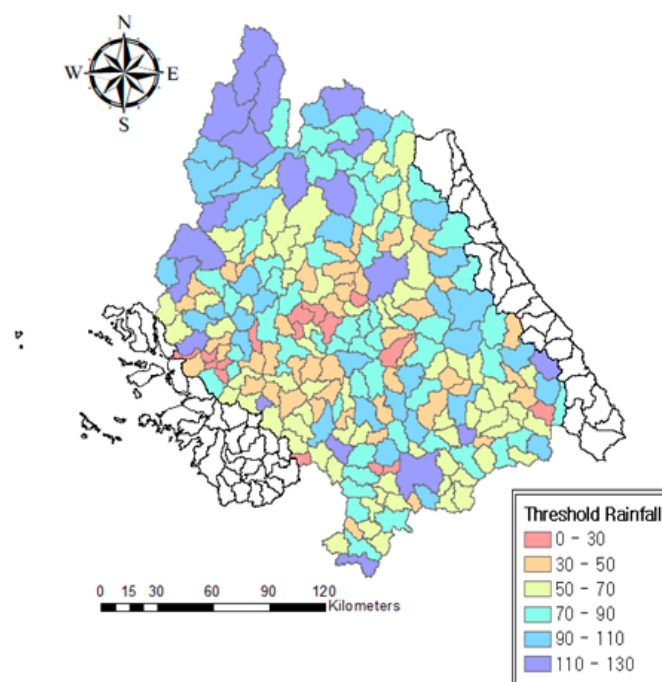 N
W E
S
Threshold Rainfall
0 - 30
30 - 50
50 - 70
70 - 90
90 - 110
110 - 130
0 15 30 60 90 120
Kilometers